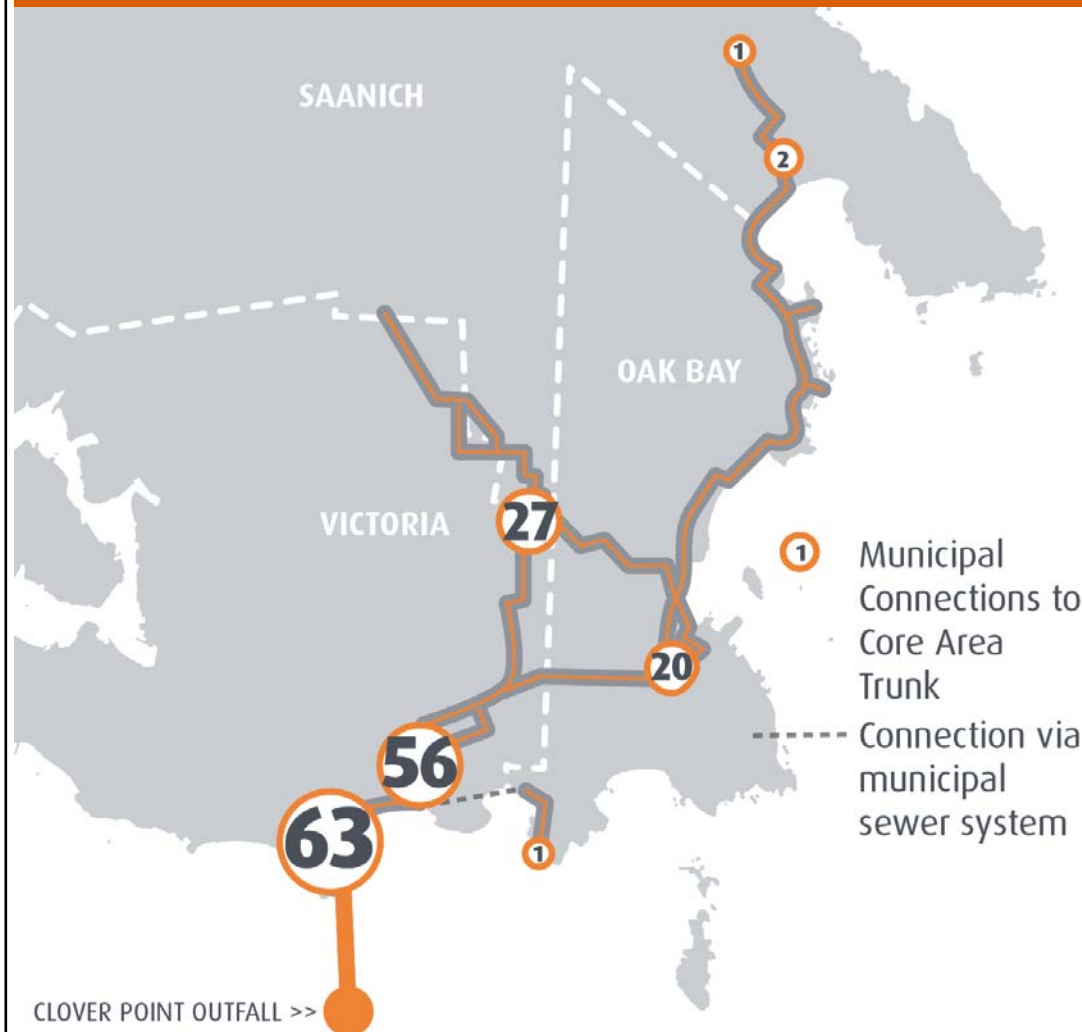 1
SAANICH
2
OAK BAY
VICTORIA
27
1 Municipal
Connections to
Core Area
Trunk
20
Connection via
municipal
sewer system
56
63
1
CLOVER POINT OUTFALL >>